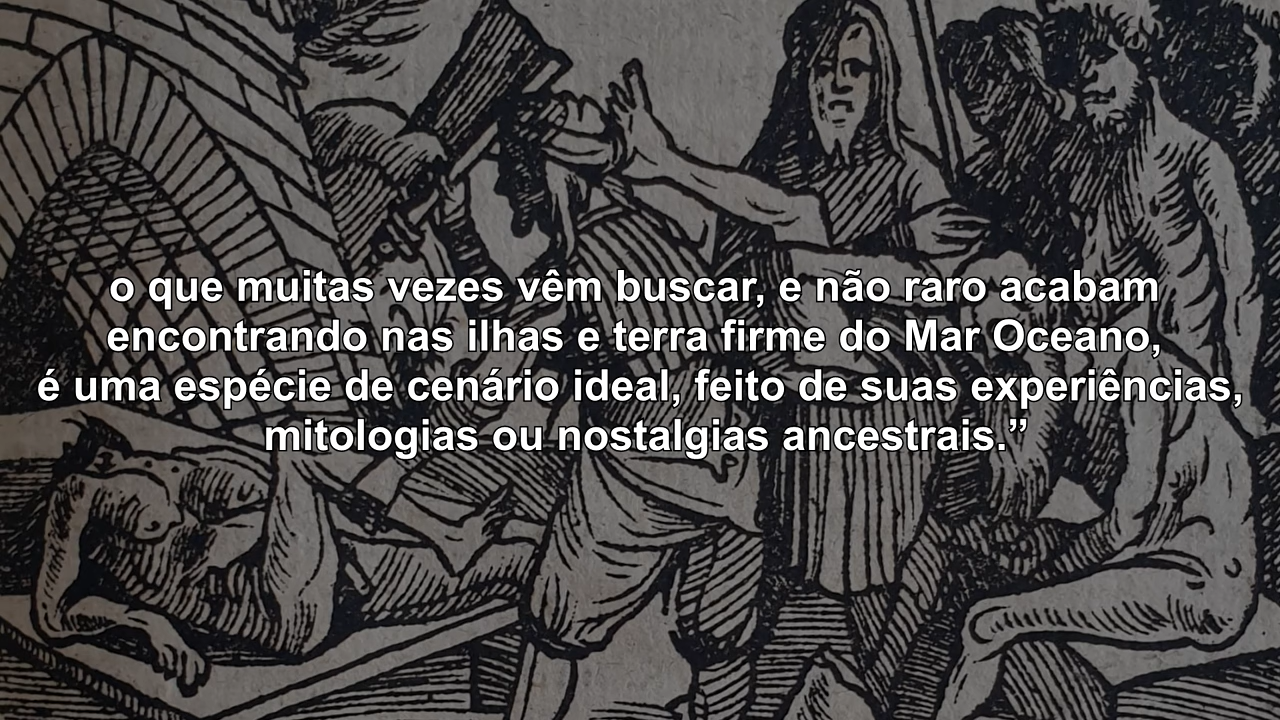 o que muitas vezes vêm buscar, e não raro acabam
encontrando nas ilhas e terra firme do Mar Oceano,
é uma espécie de cenário ideal, feito de suas experiências,
mitologias ou nostalgias ancestrais.”